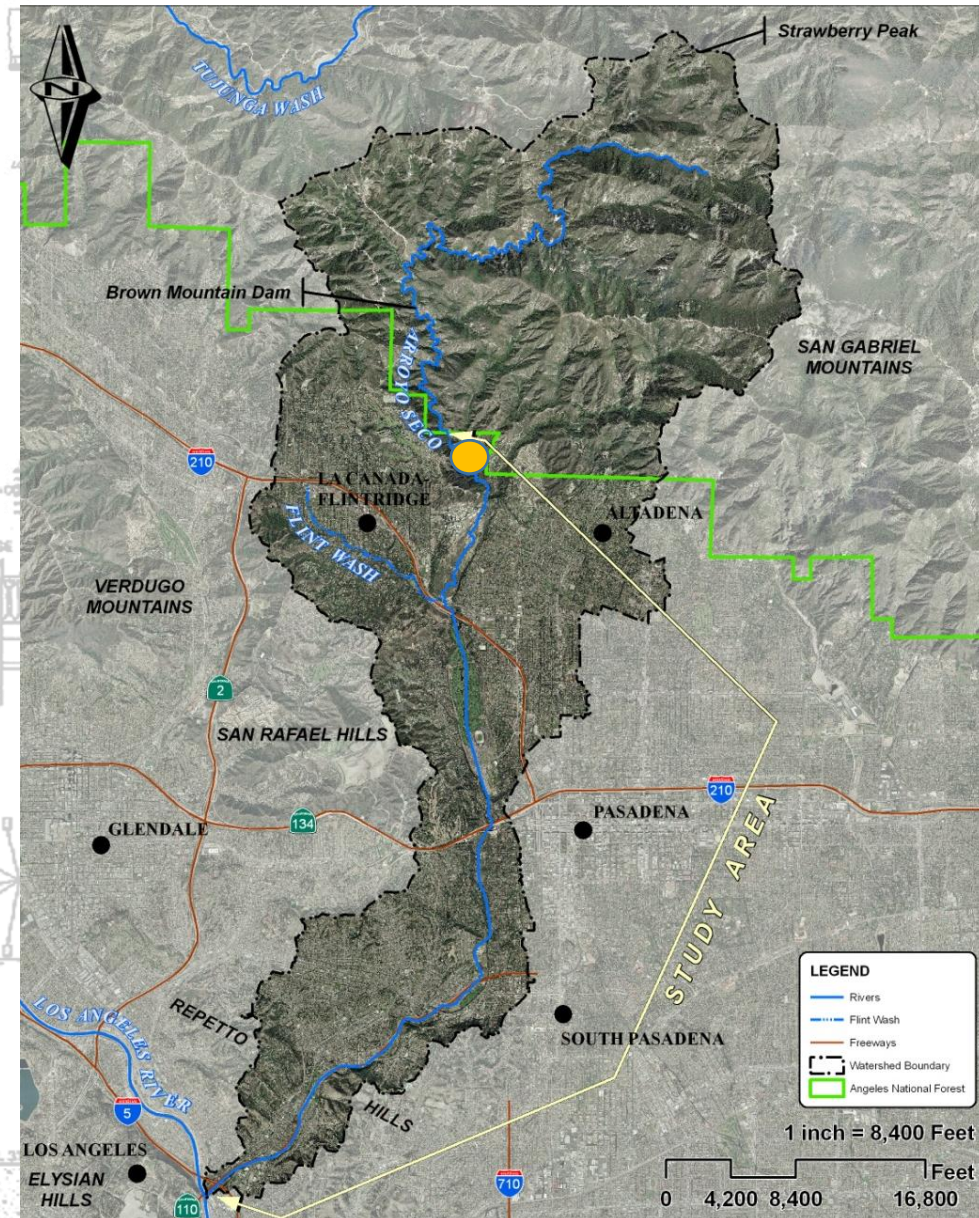 Strawberry Peak
TUJUNGA WASH
N
Brown Mountain Dam
ARROYO SECO
SAN GABRIEL
MOUNTAINS
210
LA CANADA-
FLINTRIDGE
ALTADENA
FLINT WASH
VERDUGO
MOUNTAINS
2
SAN RAFAEL HILLS
210
134
GLENDALE
PASADENA
STUDY AREA
LEGEND
Rivers
Flint Wash
Freeways
Watershed Boundary
Angeles National Forest
REPETTO
HILLS
SOUTH PASADENA
LOS ANGELES RIVER
5
LOS ANGELES
ELYSIAN
HILLS
110
710
1 inch = 8,400 Feet
Feet
0 4,200 8,400 16,800